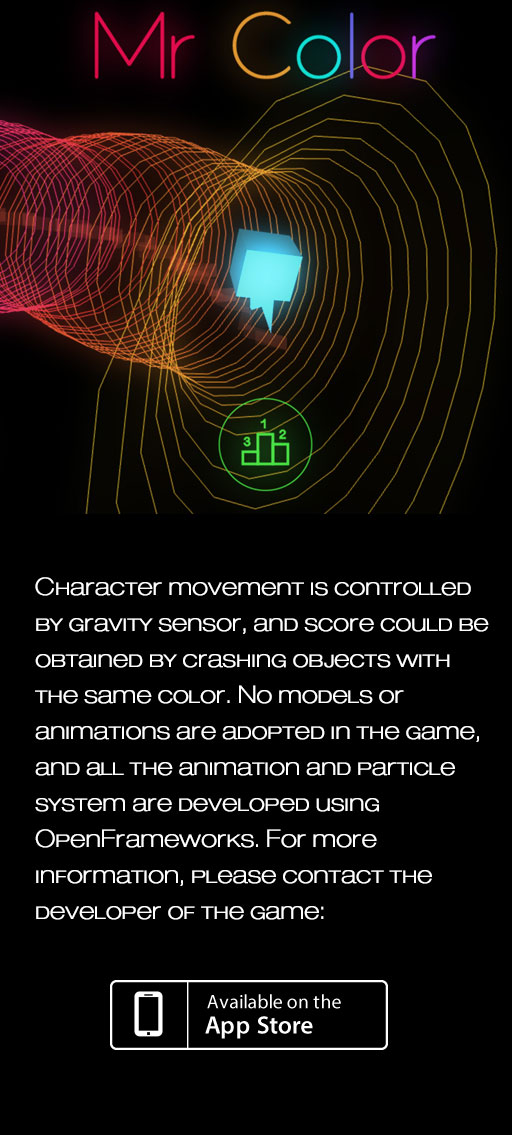 Mr Color
1
3 2
Character movement is controlled
by gravity sensor, and score could be
obtained by crashing objects with
the same color. No models or
animations are adopted in the game,
and all the animation and particle
system are developed using
OpenFrameworks. For more
information, please contact the
developer of the game:
Available on the
App Store